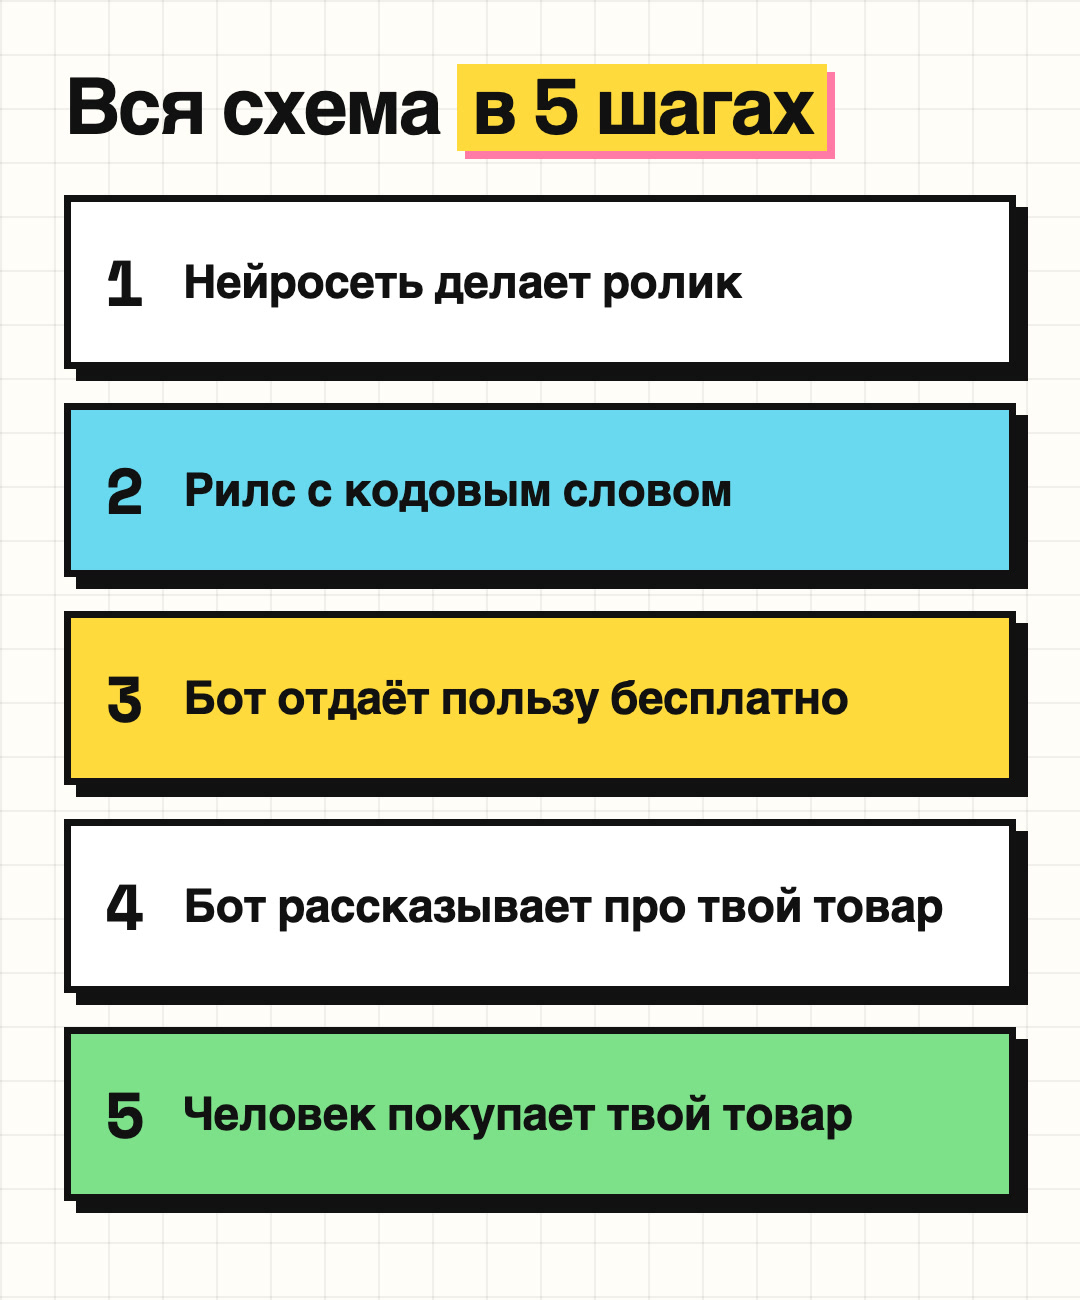 Вся схема в 5 шагах
1 Нейросеть делает ролик
2 Рилс с кодовым словом
3 Бот отдаёт пользу бесплатно
4 Бот рассказывает про твой товар
5 Человек покупает твой товар